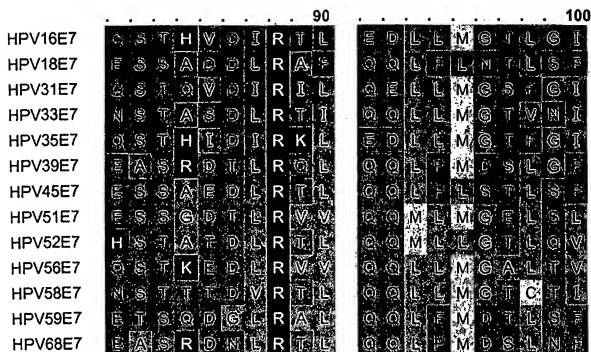 90 100
HPV16E7 Q S T H V D I R T L E D L L M G T L G I
HPV18E7 E S S A D D L R A F Q Q L F L N T L S F
HPV31E7 Q S T Q V D I R I L Q E L L M G S F G I
HPV33E7 N S T A S D L R T I Q Q L L M G T V N I
HPV35E7 Q S T H I D I R K L E D L L M G T F G I
HPV39E7 E A S R D T L R Q L Q Q L F M D S L G F
HPV45E7 E S S A E D L R T L Q Q L F L S T L S F
HPV51E7 E S S G D T L R V V Q Q M L M G E L S L
HPV52E7 H S T A T D L R T L Q Q M L L G T L Q V
HPV56E7 Q S T K E D L R V V Q Q L L M G A L T V
HPV58E7 N S T T T D V R T L Q Q L L M G T C T I
HPV59E7 E T S Q D G L R A L Q Q L F M D T L S F
HPV68E7 E A S R D N L R T L Q Q L F M D S L N F